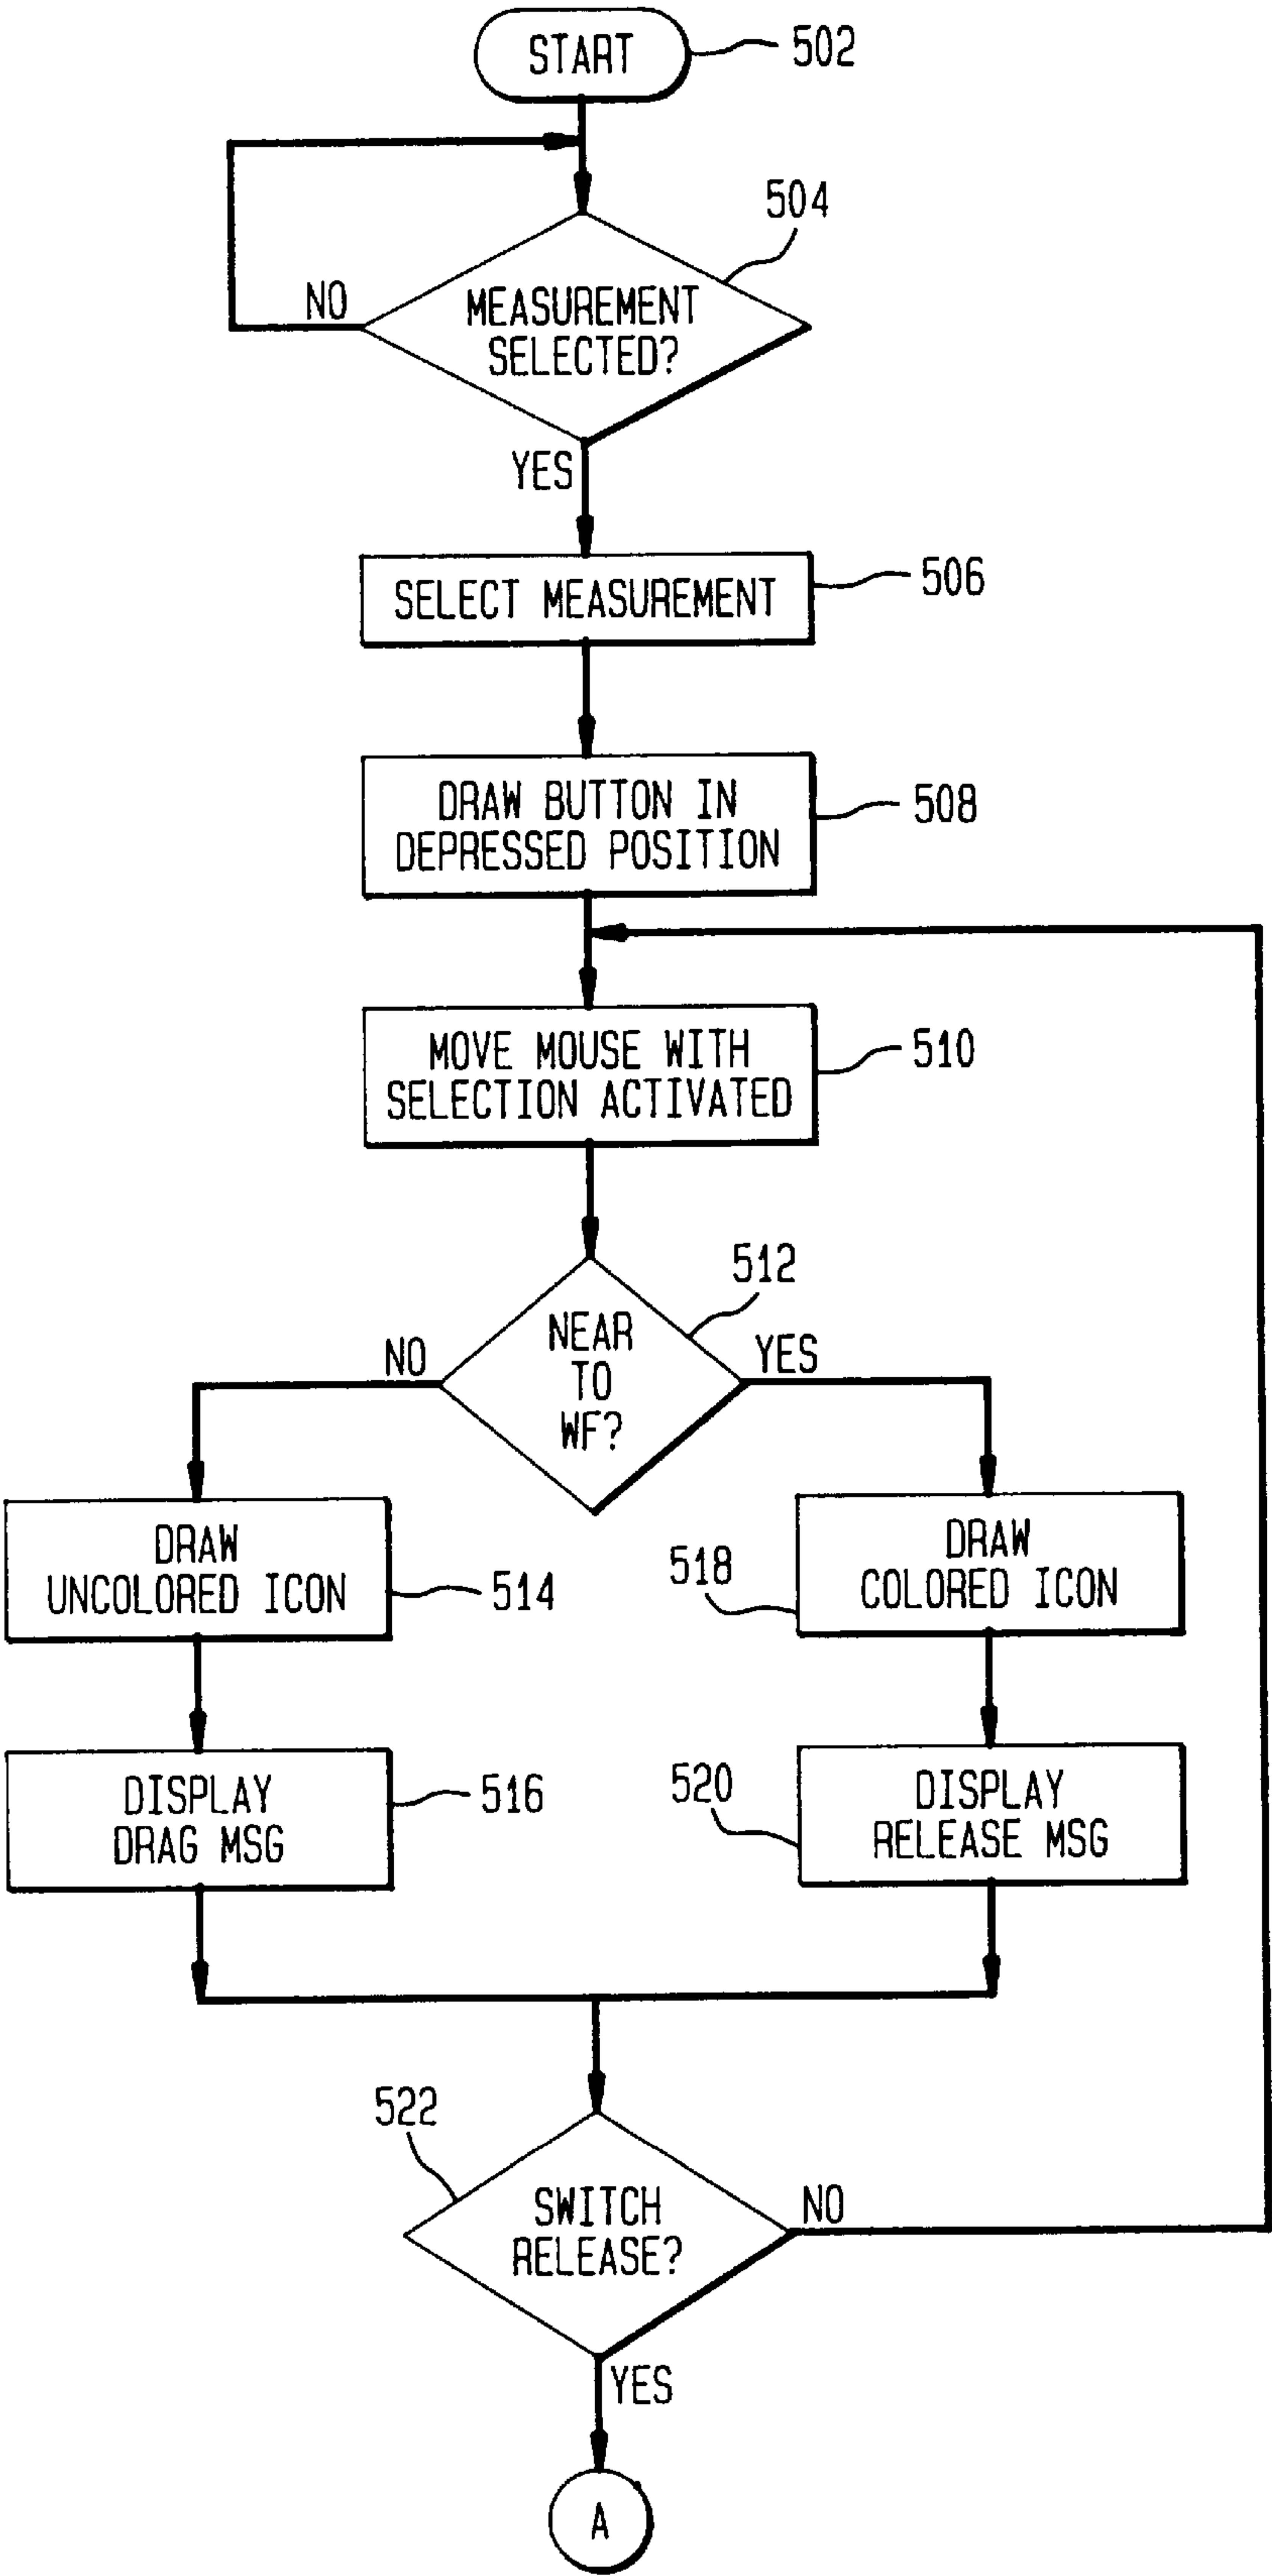 START
502
504
NO
MEASUREMENT
SELECTED?
YES
SELECT MEASUREMENT
506
DRAW BUTTON IN
DEPRESSED POSITION
508
MOVE MOUSE WITH
SELECTION ACTIVATED
510
512
NO
NEAR
TO
WF?
YES
DRAW
UNCOLORED ICON
514
518
DRAW
COLORED ICON
DISPLAY
DRAG MSG
516
520
DISPLAY
RELEASE MSG
522
SWITCH
RELEASE?
NO
YES
A